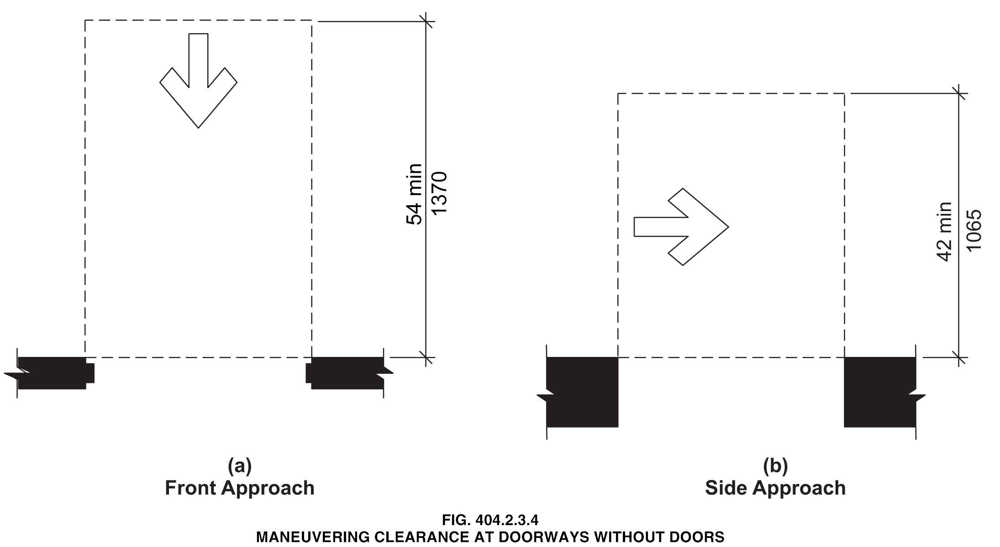 54 min
1370
42 min
1065
(a)
Front Approach
(b)
Side Approach
FIG. 404.2.3.4
MANEUVERING CLEARANCE AT DOORWAYS WITHOUT DOORS